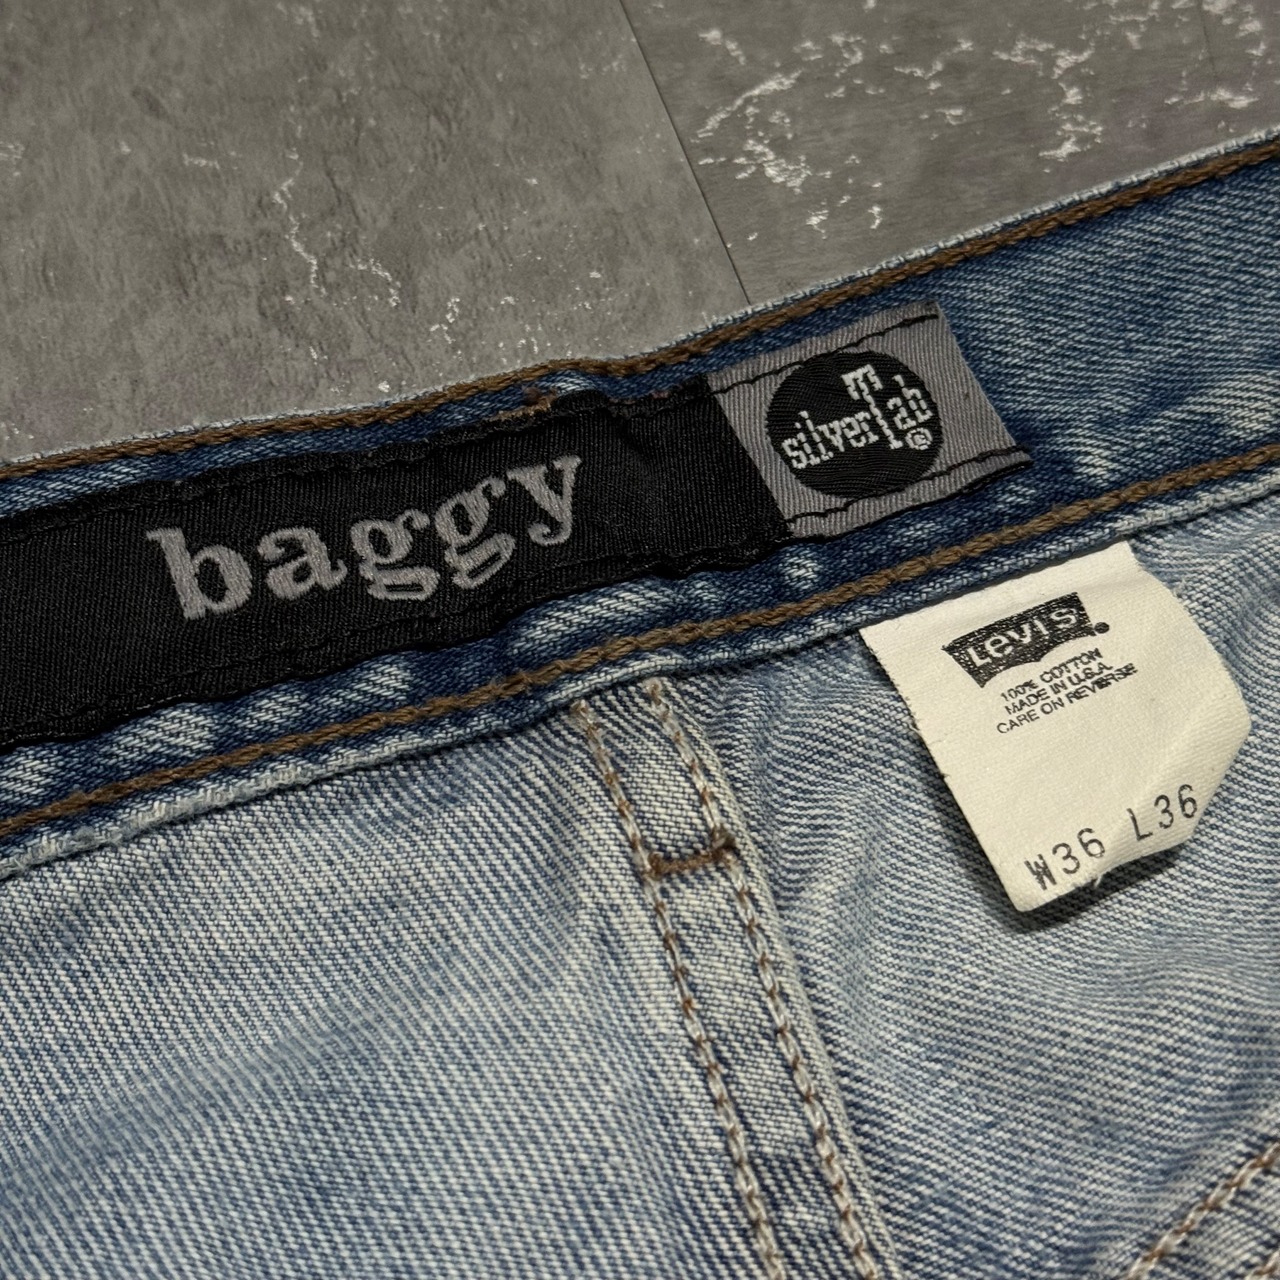 baggy
silverTab®
Levi's
100% COTTON
MADE IN U.S.A.
CARE ON REVERSE
W36 L36